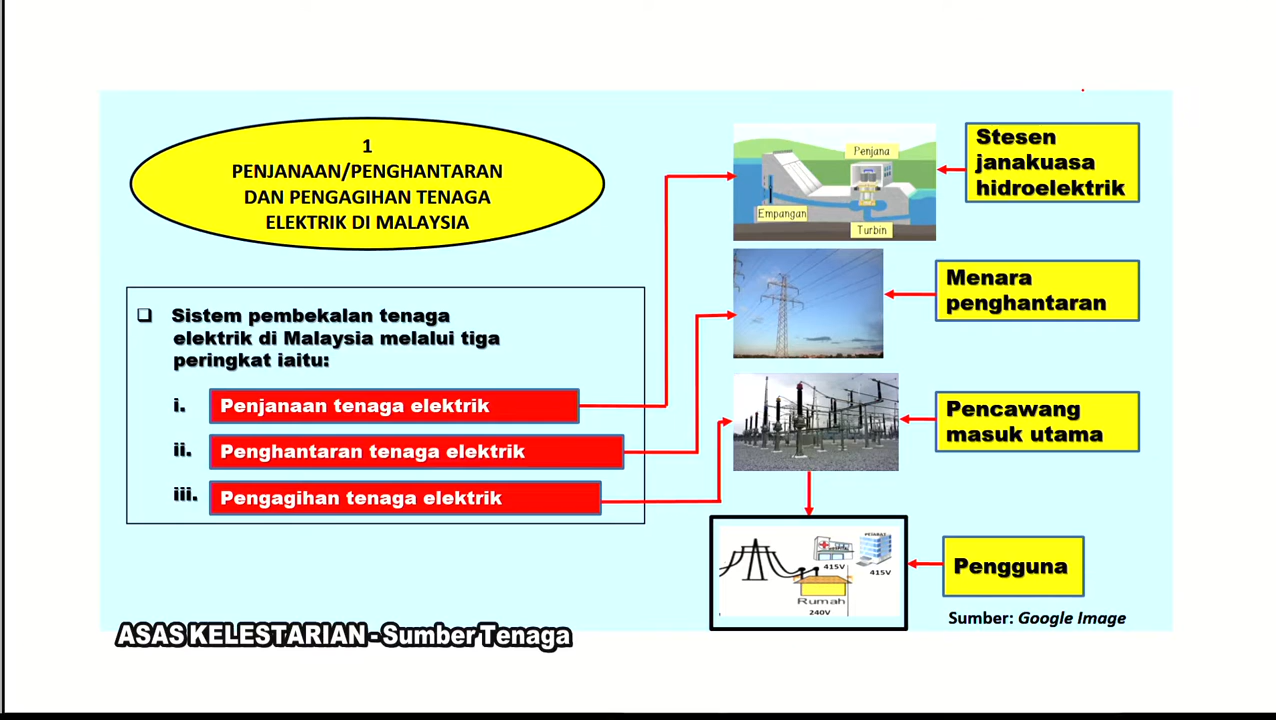 1
PENJANAAN/PENGHANTARAN
DAN PENGAGIHAN TENAGA
ELEKTRIK DI MALAYSIA
❑ Sistem pembekalan tenaga
elektrik di Malaysia melalui tiga
peringkat iaitu:
i. Penjanaan tenaga elektrik
ii. Penghantaran tenaga elektrik
iii. Pengagihan tenaga elektrik
Penjana
Empangan
Turbin
Stesen
janakuasa
hidroelektrik
Menara
penghantaran
Pencawang
masuk utama
415V
415V
Rumah
240V
Pengguna
Sumber: Google Image
ASAS KELESTARIAN - Sumber Tenaga